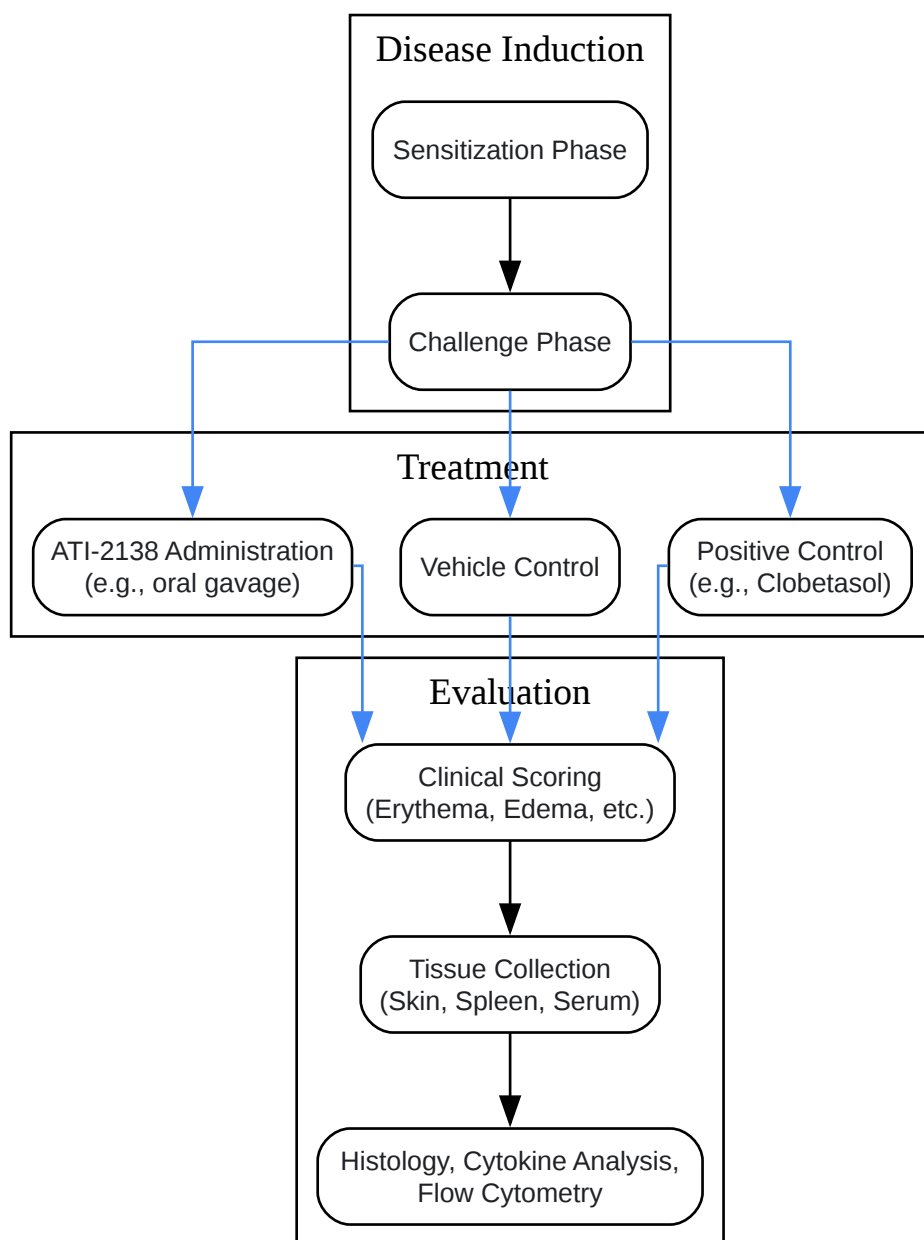 Disease Induction
Sensitization Phase
Challenge Phase
Treatment
ATI-2138 Administration
(e.g., oral gavage)
Vehicle Control
Positive Control
(e.g., Clobetasol)
Evaluation
Clinical Scoring
(Erythema, Edema, etc.)
Tissue Collection
(Skin, Spleen, Serum)
Histology, Cytokine Analysis,
Flow Cytometry